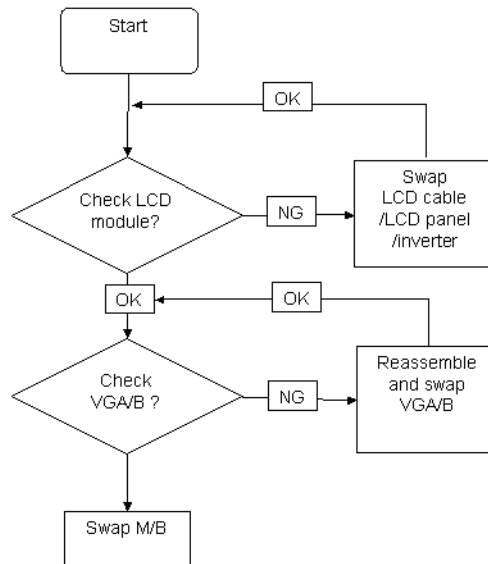 Start
OK
Check LCD
module?
NG
Swap
LCD cable
/LCD panel
/inverter
OK
OK
Check
VGA/B ?
NG
Reassemble
and swap
VGA/B
Swap M/B